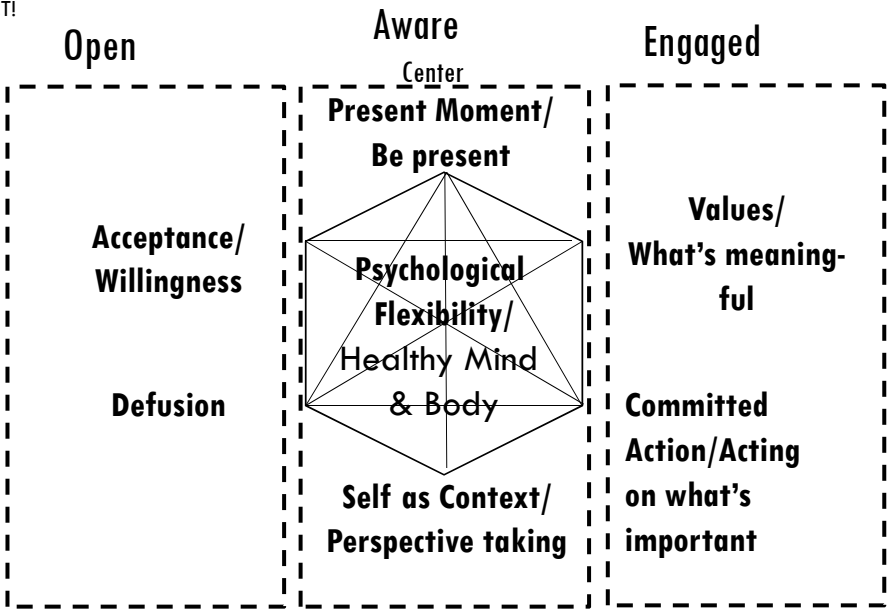 T!
Open
Aware
Engaged
Center
Present Moment/
Be present
Acceptance/
Willingness
Defusion
Psychological
Flexibility/
Healthy Mind
& Body
Self as Context/
Perspective taking
Values/
What's meaning-
ful
Committed
Action/Acting
on what's
important